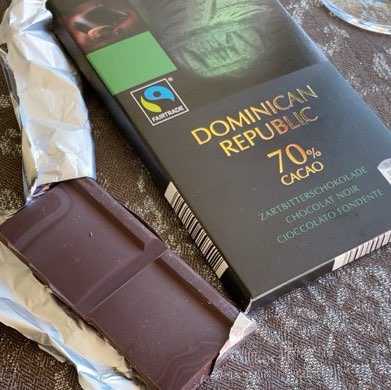 FAIRTRADE
DOMINICAN
REPUBLIC
70%
CACAO
ZARTBITTERSCHOKOLADE
CHOCOLAT NOIR
CIOCCOLATO FONDENTE